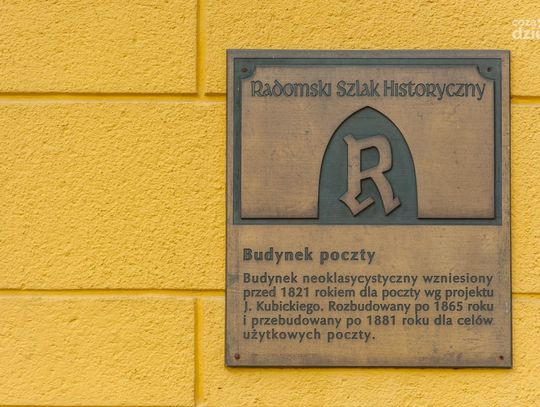 Radomski Szlak Historyczny
R
Budynek poczty
Budynek neoklasycystyczny wzniesiony
przed 1821 rokiem dla poczty wg projektu
J. Kubickiego. Rozbudowany po 1865 roku
i przebudowany po 1881 roku dla celów
użytkowych poczty.